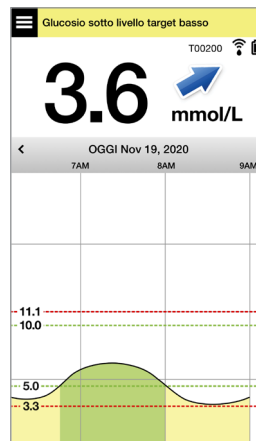 Glucosio sotto livello target basso
T00200
3.6
mmol/L
< OGGI Nov 19, 2020
7AM 8AM 9AM
11.1
10.0
5.0
3.3